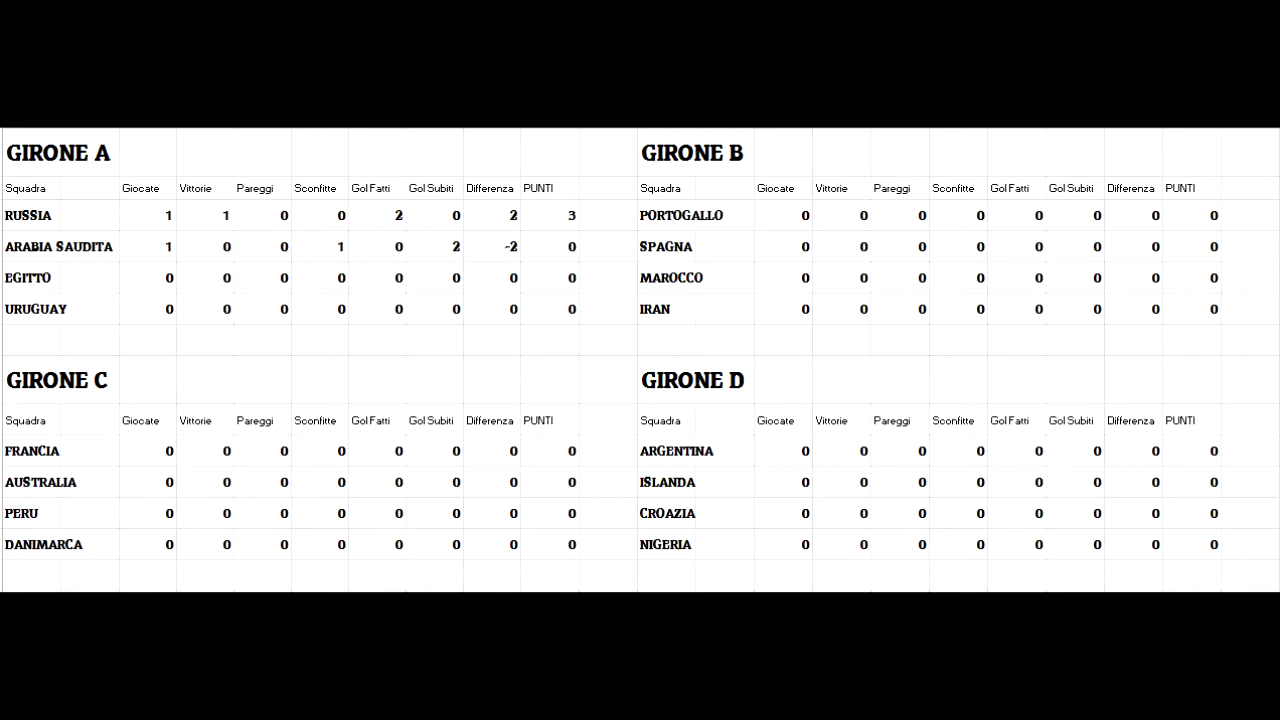 GIRONE A
Squadra Giocate Vittorie Pareggi Sconfitte Gol Fatti Gol Subiti Differenza PUNTI
RUSSIA 1 1 0 0 2 0 2 3
ARABIA SAUDITA 1 0 0 1 0 2 -2 0
EGITTO 0 0 0 0 0 0 0 0
URUGUAY 0 0 0 0 0 0 0 0
GIRONE B
Squadra Giocate Vittorie Pareggi Sconfitte Gol Fatti Gol Subiti Differenza PUNTI
PORTOGALLO 0 0 0 0 0 0 0 0
SPAGNA 0 0 0 0 0 0 0 0
MAROCCO 0 0 0 0 0 0 0 0
IRAN 0 0 0 0 0 0 0 0
GIRONE C
Squadra Giocate Vittorie Pareggi Sconfitte Gol Fatti Gol Subiti Differenza PUNTI
FRANCIA 0 0 0 0 0 0 0 0
AUSTRALIA 0 0 0 0 0 0 0 0
PERU 0 0 0 0 0 0 0 0
DANIMARCA 0 0 0 0 0 0 0 0
GIRONE D
Squadra Giocate Vittorie Pareggi Sconfitte Gol Fatti Gol Subiti Differenza PUNTI
ARGENTINA 0 0 0 0 0 0 0 0
ISLANDA 0 0 0 0 0 0 0 0
CROAZIA 0 0 0 0 0 0 0 0
NIGERIA 0 0 0 0 0 0 0 0